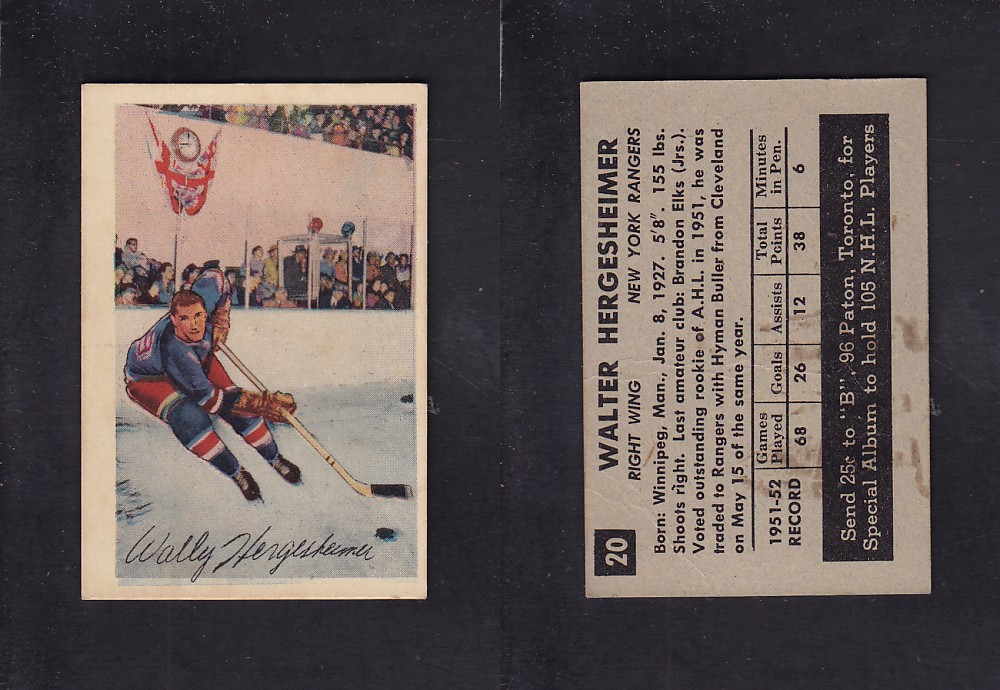 Wally Hergesheimer
20
WALTER HERGESHEIMER
RIGHT WING NEW YORK RANGERS
Born: Winnipeg, Man., Jan. 8, 1927. 5'8". 155 lbs.
Shoots right. Last amateur club: Brandon Elks (Jrs.).
Voted outstanding rookie of A.H.L. in 1951, he was
traded to Rangers with Hyman Buller from Cleveland
on May 15 of the same year.
1951-52 RECORD
Games Played Goals Assists Total Points Minutes in Pen.
68 26 12 38 6
Send 25¢ to "B", 96 Paton, Toronto, for
Special Album to hold 105 N.H.L. Players